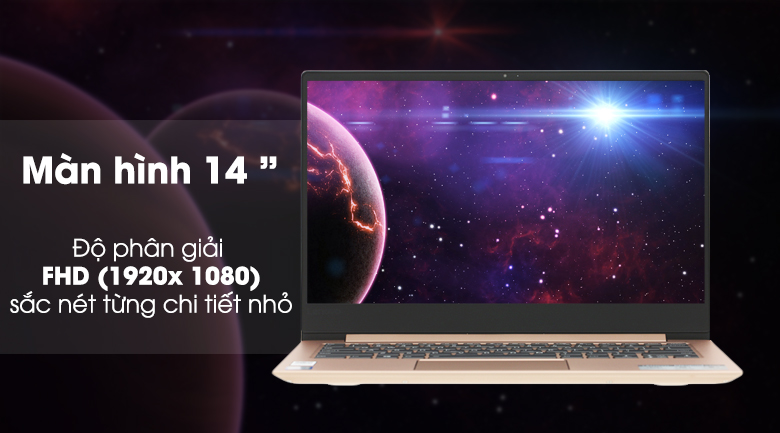 Màn hình 14 ”
Độ phân giải
FHD (1920x 1080)
sắc nét từng chi tiết nhỏ